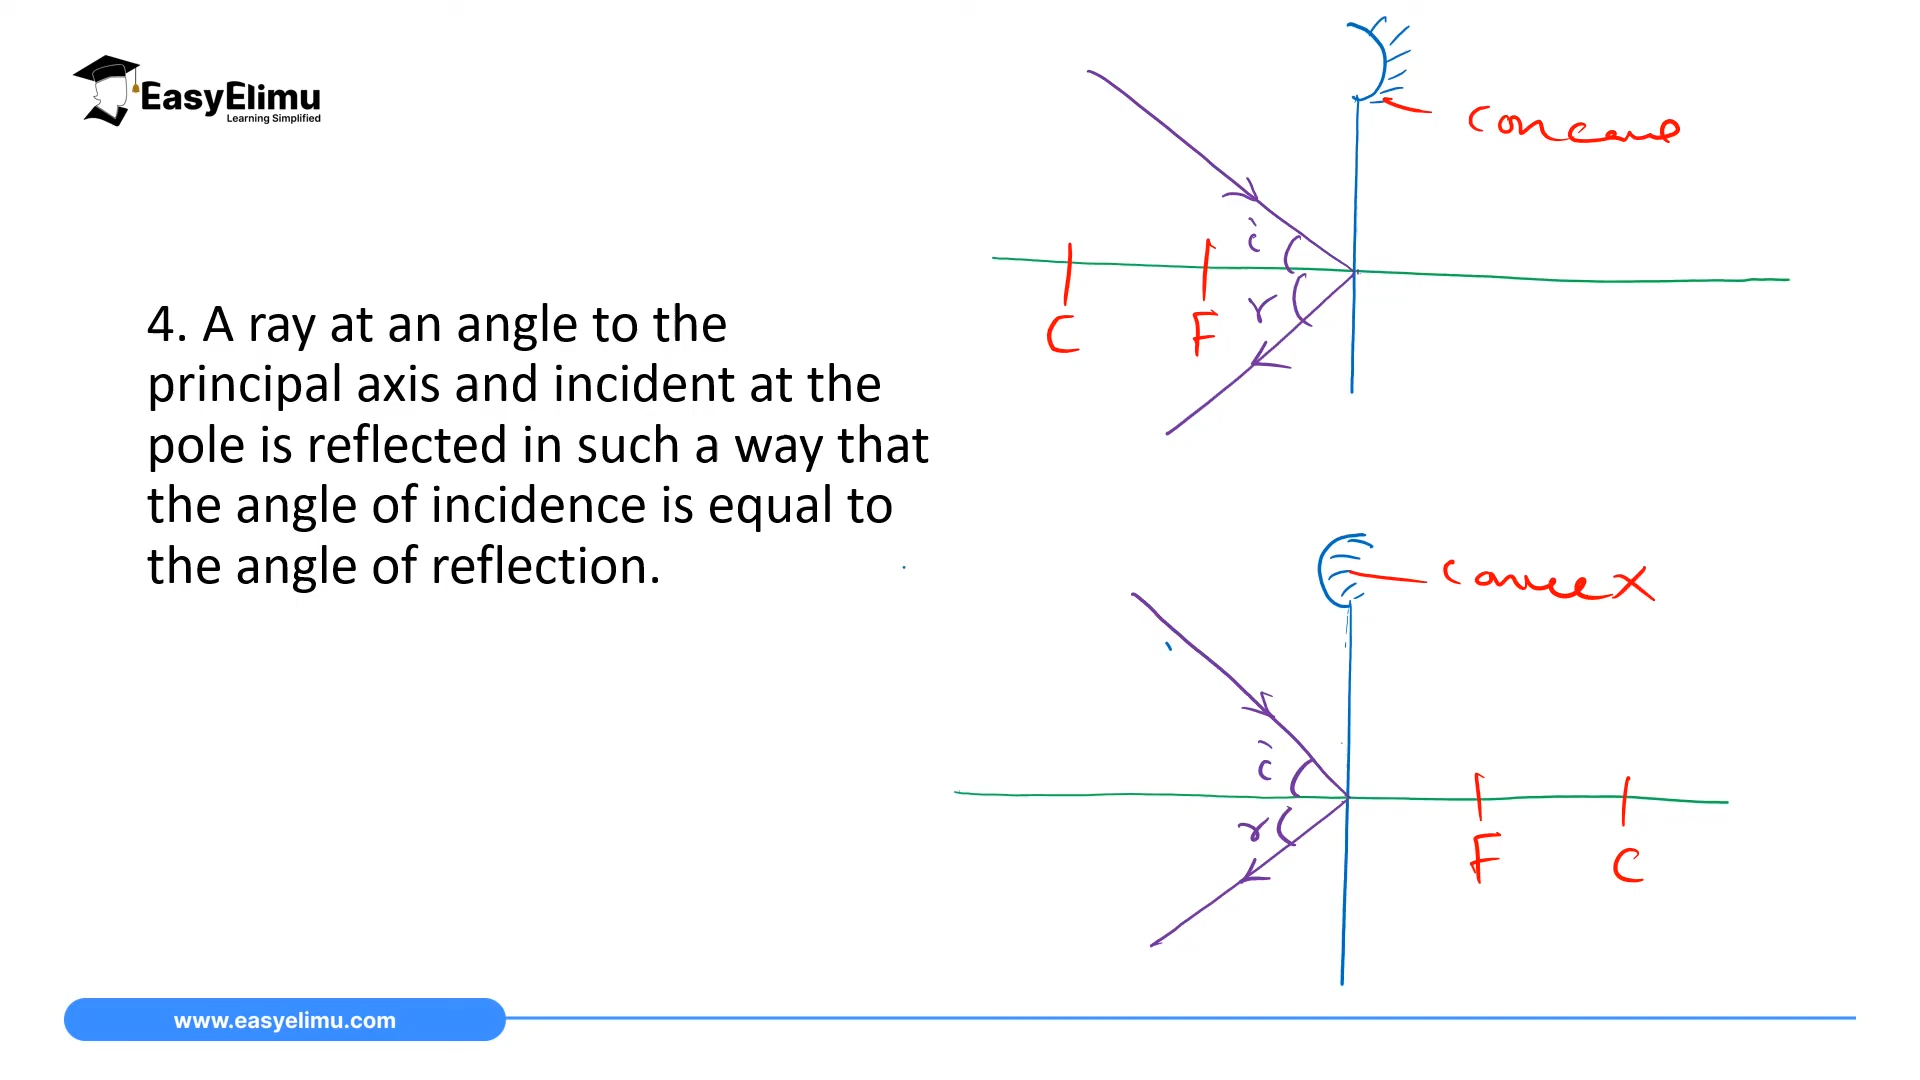 EasyElimu
Learning Simplified
4. A ray at an angle to the
principal axis and incident at the
pole is reflected in such a way that
the angle of incidence is equal to
the angle of reflection.
concave
i
r
C
F
convex
i
r
F
C
www.easyelimu.com